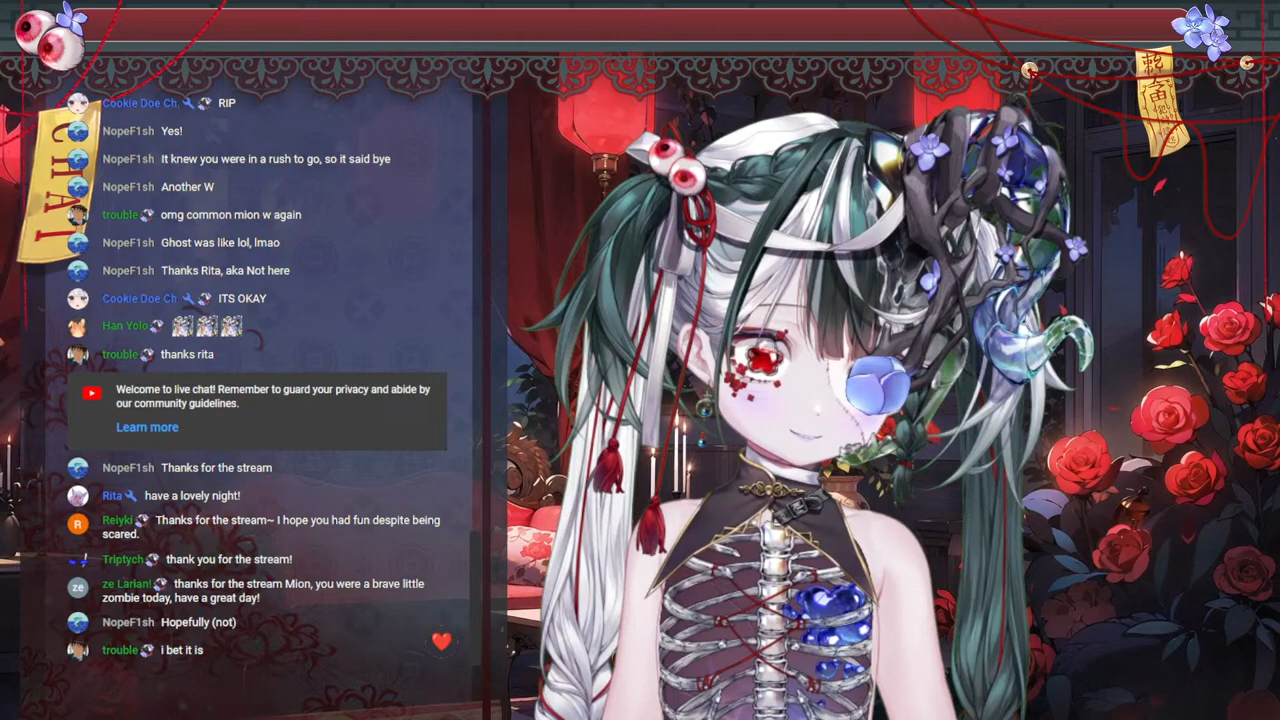 CHAT
Cookie Doe Ch. RIP
NopeF1sh Yes!
NopeF1sh It knew you were in a rush to go, so it said bye
NopeF1sh Another W
trouble omg common mion w again
NopeF1sh Ghost was like lol, lmao
NopeF1sh Thanks Rita, aka Not here
Cookie Doe Ch. ITS OKAY
Han Yolo
trouble thanks rita
Welcome to live chat! Remember to guard your privacy and abide by
our community guidelines.
Learn more
NopeF1sh Thanks for the stream
Rita have a lovely night!
R
Relyki Thanks for the stream~ I hope you had fun despite being
scared.
Triptych thank you for the stream!
ze
ze Larian! thanks for the stream Mion, you were a brave little
zombie today, have a great day!
NopeF1sh Hopefully (not)
trouble i bet it is